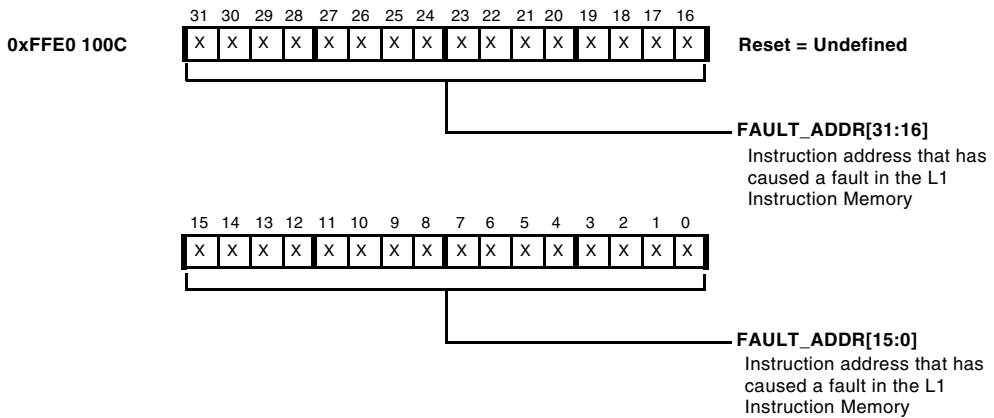 31 30 29 28 27 26 25 24 23 22 21 20 19 18 17 16
0xFFE0 100C X X X X X X X X X X X X X X X X Reset = Undefined
FAULT_ADDR[31:16]
Instruction address that has
caused a fault in the L1
Instruction Memory
15 14 13 12 11 10 9 8 7 6 5 4 3 2 1 0
X X X X X X X X X X X X X X X X
FAULT_ADDR[15:0]
Instruction address that has
caused a fault in the L1
Instruction Memory